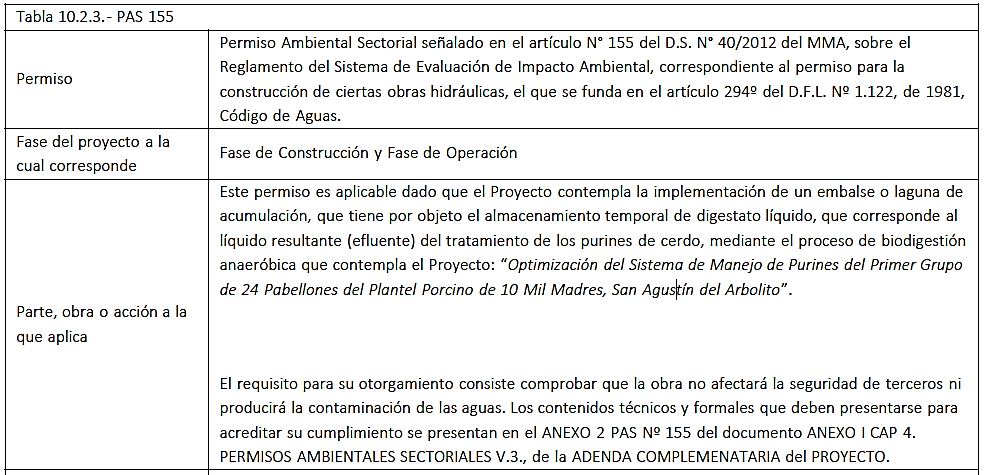 Tabla 10.2.3.- PAS 155
Permiso
Permiso Ambiental Sectorial señalado en el artículo N° 155 del D.S. N° 40/2012 del MMA, sobre el
Reglamento del Sistema de Evaluación de Impacto Ambiental, correspondiente al permiso para la
construcción de ciertas obras hidráulicas, el que se funda en el artículo 294º del D.F.L. Nº 1.122, de 1981,
Código de Aguas.
Fase del proyecto a la
cual corresponde
Fase de Construcción y Fase de Operación
Parte, obra o acción a la
que aplica
Este permiso es aplicable dado que el Proyecto contempla la implementación de un embalse o laguna de
acumulación, que tiene por objeto el almacenamiento temporal de digestato líquido, que corresponde al
líquido resultante (efluente) del tratamiento de los purines de cerdo, mediante el proceso de biodigestión
anaeróbica que contempla el Proyecto: “Optimización del Sistema de Manejo de Purines del Primer Grupo
de 24 Pabellones del Plantel Porcino de 10 Mil Madres, San Agustín del Arbolito”.
El requisito para su otorgamiento consiste comprobar que la obra no afectará la seguridad de terceros ni
producirá la contaminación de las aguas. Los contenidos técnicos y formales que deben presentarse para
acreditar su cumplimiento se presentan en el ANEXO 2 PAS Nº 155 del documento ANEXO I CAP 4.
PERMISOS AMBIENTALES SECTORIALES V.3., de la ADENDA COMPLEMENATARIA del PROYECTO.